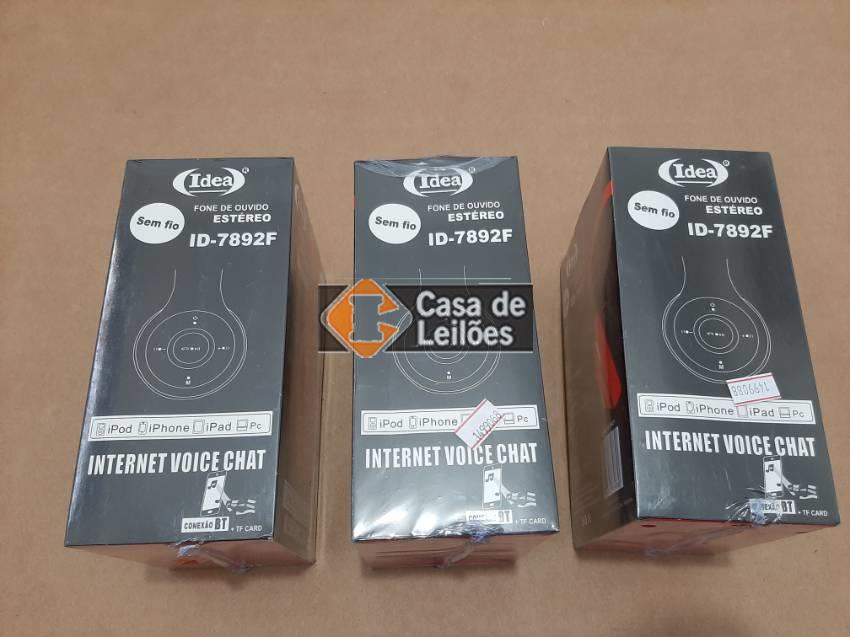 Idea®
FONE DE OUVIDO
ESTÉREO
Sem fio
ID-7892F
M
iPod iPhone iPad Pc
INTERNET VOICE CHAT
CONEXÃO BT + TF CARD
Idea®
FONE DE OUVIDO
ESTÉREO
Sem fio
ID-7892F
Casa de
Leilões
M
iPod iPhone iPad Pc
INTERNET VOICE CHAT
CONEXÃO BT + TF CARD
Idea®
FONE DE OUVIDO
ESTÉREO
Sem fio
ID-7892F
M
1499088
iPod iPhone iPad Pc
INTERNET VOICE CHAT
CONEXÃO BT + TF CARD